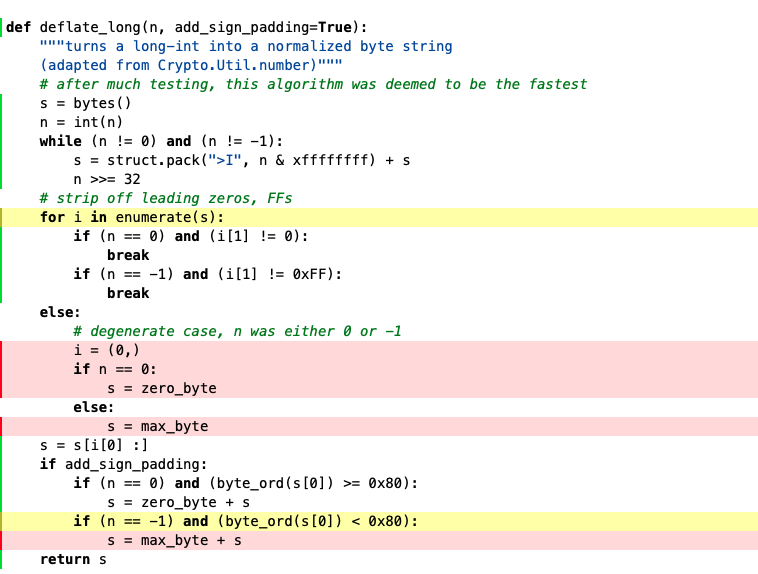 def deflate_long(n, add_sign_padding=True):
    """turns a long-int into a normalized byte string
    (adapted from Crypto.Util.number)"""
    # after much testing, this algorithm was deemed to be the fastest
    s = bytes()
    n = int(n)
    while (n != 0) and (n != -1):
        s = struct.pack(">I", n & xffffffff) + s
        n >>= 32
    # strip off leading zeros, FFs
    for i in enumerate(s):
        if (n == 0) and (i[1] != 0):
            break
        if (n == -1) and (i[1] != 0xFF):
            break
    else:
        # degenerate case, n was either 0 or -1
        i = (0,)
        if n == 0:
            s = zero_byte
        else:
            s = max_byte
    s = s[i[0] :]
    if add_sign_padding:
        if (n == 0) and (byte_ord(s[0]) >= 0x80):
            s = zero_byte + s
        if (n == -1) and (byte_ord(s[0]) < 0x80):
            s = max_byte + s
    return s